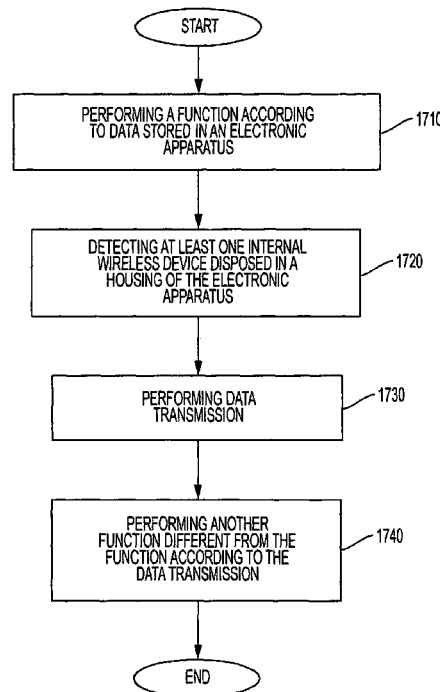 START
PERFORMING A FUNCTION ACCORDING
TO DATA STORED IN AN ELECTRONIC
APPARATUS
1710
DETECTING AT LEAST ONE INTERNAL
WIRELESS DEVICE DISPOSED IN A
HOUSING OF THE ELECTRONIC
APPARATUS
1720
PERFORMING DATA
TRANSMISSION
1730
PERFORMING ANOTHER
FUNCTION DIFFERENT FROM THE
FUNCTION ACCORDING TO THE
DATA TRANSMISSION
1740
END